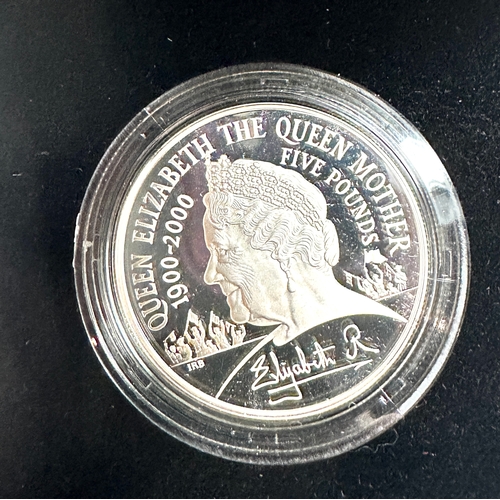 QUEEN ELIZABETH THE QUEEN MOTHER
1900-2000
FIVE POUNDS
IRB
Elizabeth R